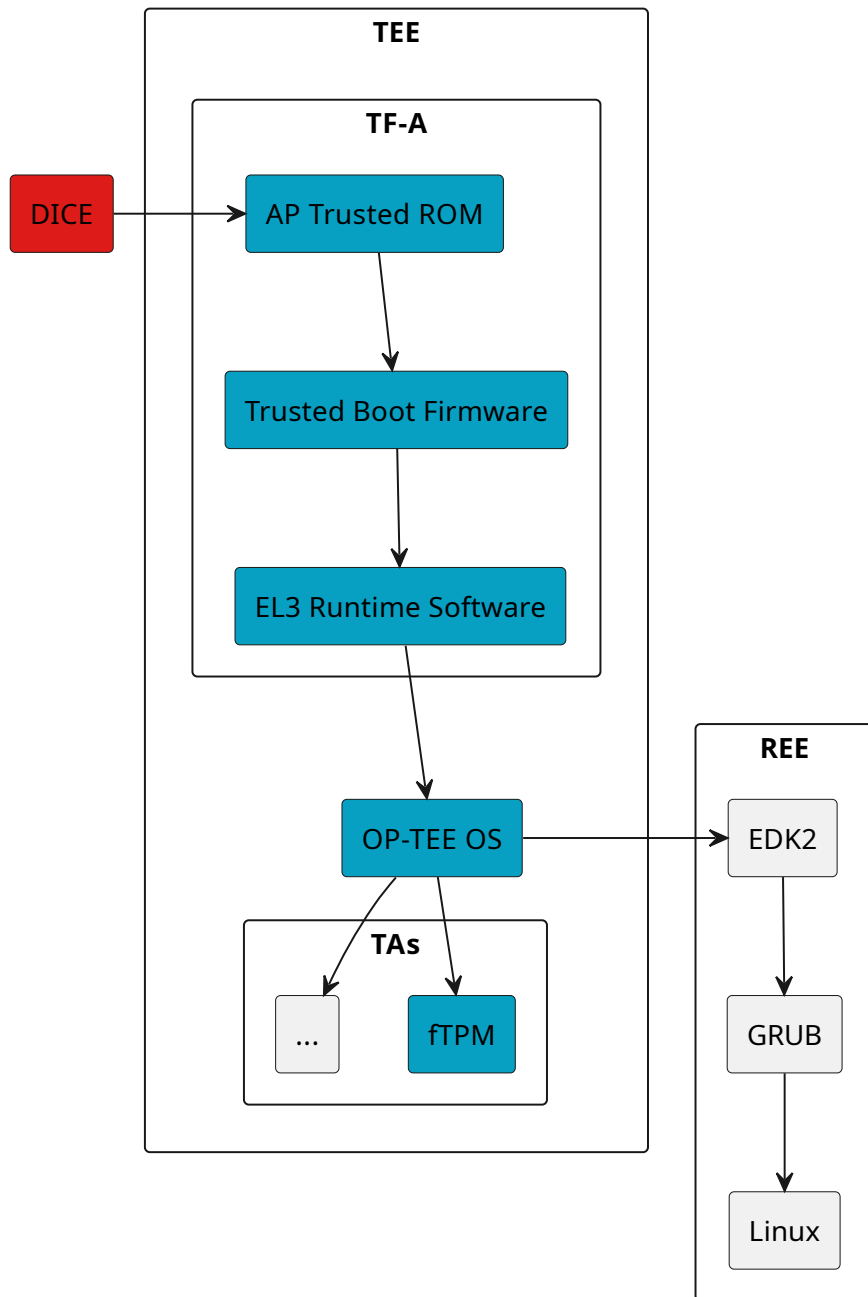 TEE
TF-A
DICE
AP Trusted ROM
Trusted Boot Firmware
EL3 Runtime Software
REE
OP-TEE OS
EDK2
TAs
...
fTPM
GRUB
Linux